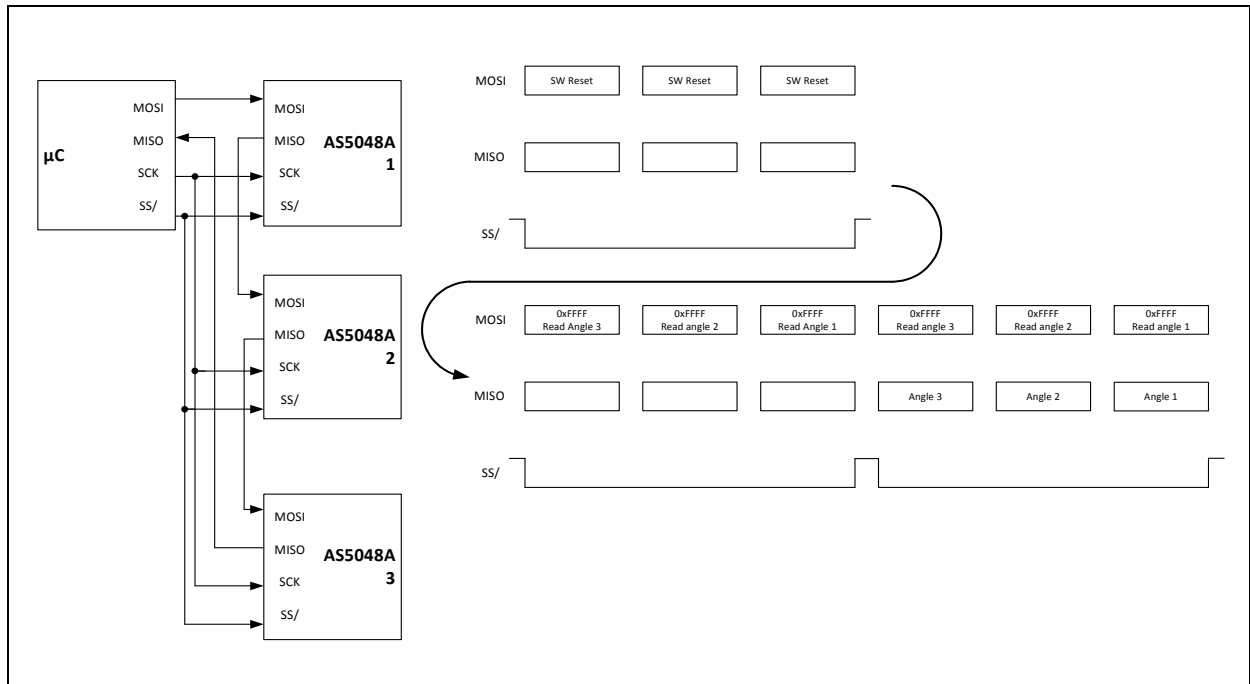 µC
MOSI
MISO
SCK
SS/
MOSI
MISO
SCK
SS/
AS5048A
1
MOSI
MISO
SCK
SS/
AS5048A
2
MOSI
MISO
SCK
SS/
AS5048A
3
MOSI
SW Reset
SW Reset
SW Reset
MISO
SS/
MOSI
0xFFFF
Read Angle 3
0xFFFF
Read angle 2
0xFFFF
Read Angle 1
0xFFFF
Read angle 3
0xFFFF
Read angle 2
0xFFFF
Read angle 1
MISO
Angle 3
Angle 2
Angle 1
SS/